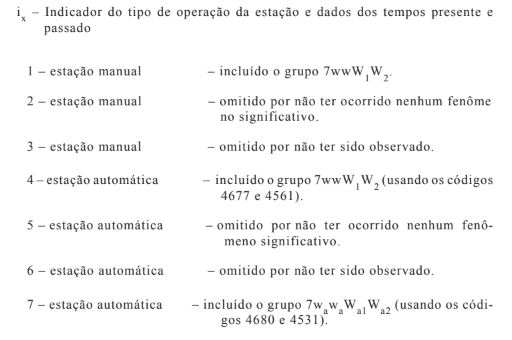 i_x – Indicador do tipo de operação da estação e dados dos tempos presente e
passado
1 – estação manual – incluído o grupo 7wwW_1W_2.
2 – estação manual – omitido por não ter ocorrido nenhum fenôme
no significativo.
3 – estação manual – omitido por não ter sido observado.
4 – estação automática – incluído o grupo 7wwW_1W_2 (usando os códigos
4677 e 4561).
5 – estação automática – omitido por não ter ocorrido nenhum fenô-
meno significativo.
6 – estação automática – omitido por não ter sido observado.
7 – estação automática – incluído o grupo 7w_aw_aW_a1W_a2 (usando os códi-
gos 4680 e 4531).